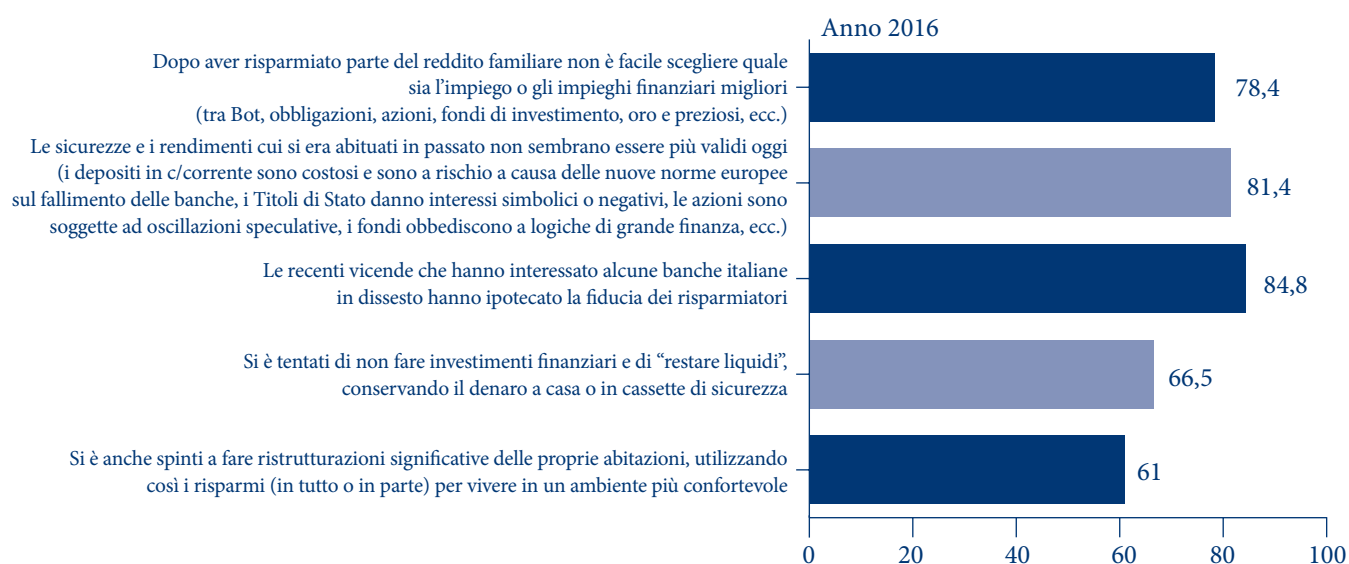 Anno 2016
Dopo aver risparmiato parte del reddito familiare non è facile scegliere quale
sia l’impiego o gli impieghi finanziari migliori
(tra Bot, obbligazioni, azioni, fondi di investimento, oro e preziosi, ecc.)
78,4
Le sicurezze e i rendimenti cui si era abituati in passato non sembrano essere più validi oggi
(i depositi in c/corrente sono costosi e sono a rischio a causa delle nuove norme europee
sul fallimento delle banche, i Titoli di Stato danno interessi simbolici o negativi, le azioni sono
soggette ad oscillazioni speculative, i fondi obbediscono a logiche di grande finanza, ecc.)
81,4
Le recenti vicende che hanno interessato alcune banche italiane
in dissesto hanno ipotecato la fiducia dei risparmiatori
84,8
Si è tentati di non fare investimenti finanziari e di “restare liquidi”,
conservando il denaro a casa o in cassette di sicurezza
66,5
Si è anche spinti a fare ristrutturazioni significative delle proprie abitazioni, utilizzando
così i risparmi (in tutto o in parte) per vivere in un ambiente più confortevole
61
0 20 40 60 80 100